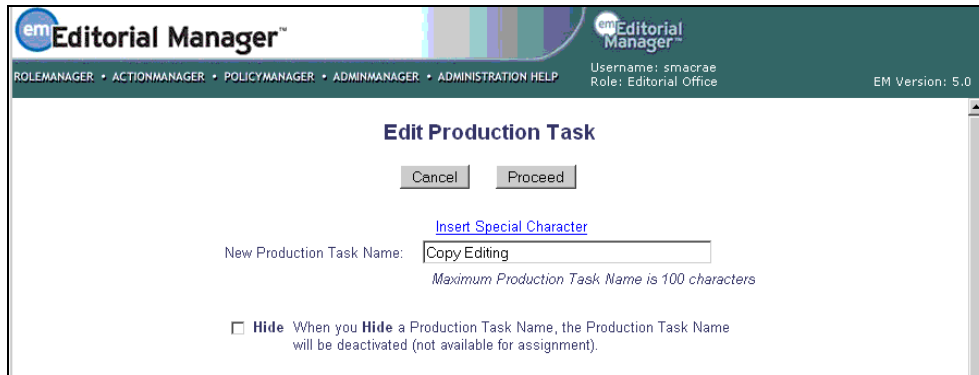 em Editorial Manager™
em Editorial Manager™
ROLEMANAGER • ACTIONMANAGER • POLICYMANAGER • ADMINMANAGER • ADMINISTRATION HELP
Username: smacrae
Role: Editorial Office
EM Version: 5.0
Edit Production Task
Cancel Proceed
Insert Special Character
New Production Task Name: Copy Editing
Maximum Production Task Name is 100 characters
Hide When you Hide a Production Task Name, the Production Task Name
will be deactivated (not available for assignment).